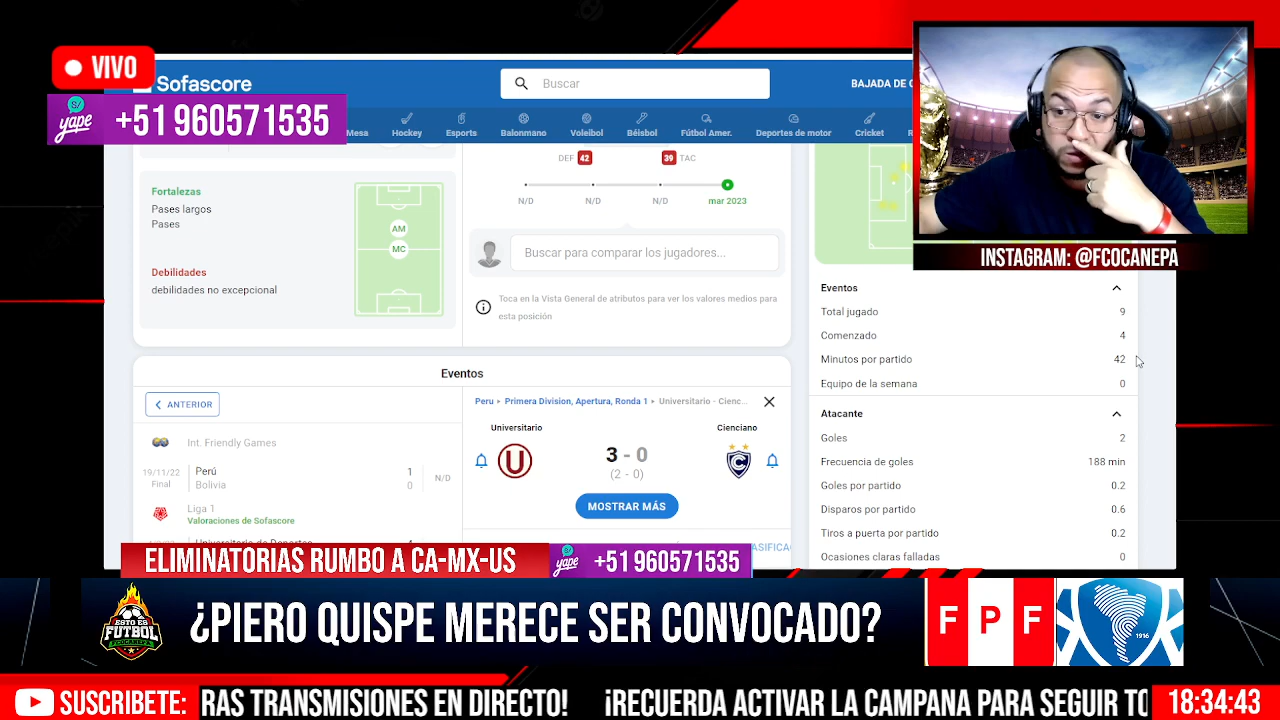 VIVO
Sofascore
Buscar
BAJADA DE
yape
+51 960571535
Mesa
Hockey
Esports
Balonmano
Voleibol
Béisbol
Fútbol Amer.
Deportes de motor
Cricket
DEF 42
39 TAC
N/D
N/D
N/D
mar 2023
Fortalezas
Pases largos
Pases
AM
MC
Debilidades
debilidades no excepcional
Buscar para comparar los jugadores...
Toca en la Vista General de atributos para ver los valores medios para
esta posición
INSTAGRAM: @FCOCANEPA
Eventos
Total jugado 9
Comenzado 4
Minutos por partido 42
Equipo de la semana 0
Atacante
Goles 2
Frecuencia de goles 188 min
Goles por partido 0.2
Disparos por partido 0.6
Tiros a puerta por partido 0.2
Ocasiones claras falladas 0
Eventos
ANTERIOR
Int. Friendly Games
19/11/22 Perú 1
Final Bolivia 0
N/D
Liga 1
Valoraciones de Sofascore
Peru Primera Division, Apertura, Ronda 1 Universitario - Cienc...
Universitario
Cienciano
3 - 0
(2 - 0)
MOSTRAR MÁS
ELIMINATORIAS RUMBO A CA-MX-US
yape
+51 960571535
ESTO ES
FUTBOL
FCOCANEPA
¿PIERO QUISPE MERECE SER CONVOCADO?
F P F
1916
SUSCRIBETE:
RAS TRANSMISIONES EN DIRECTO!
¡RECUERDA ACTIVAR LA CAMPANA PARA SEGUIR TO
18:34:43